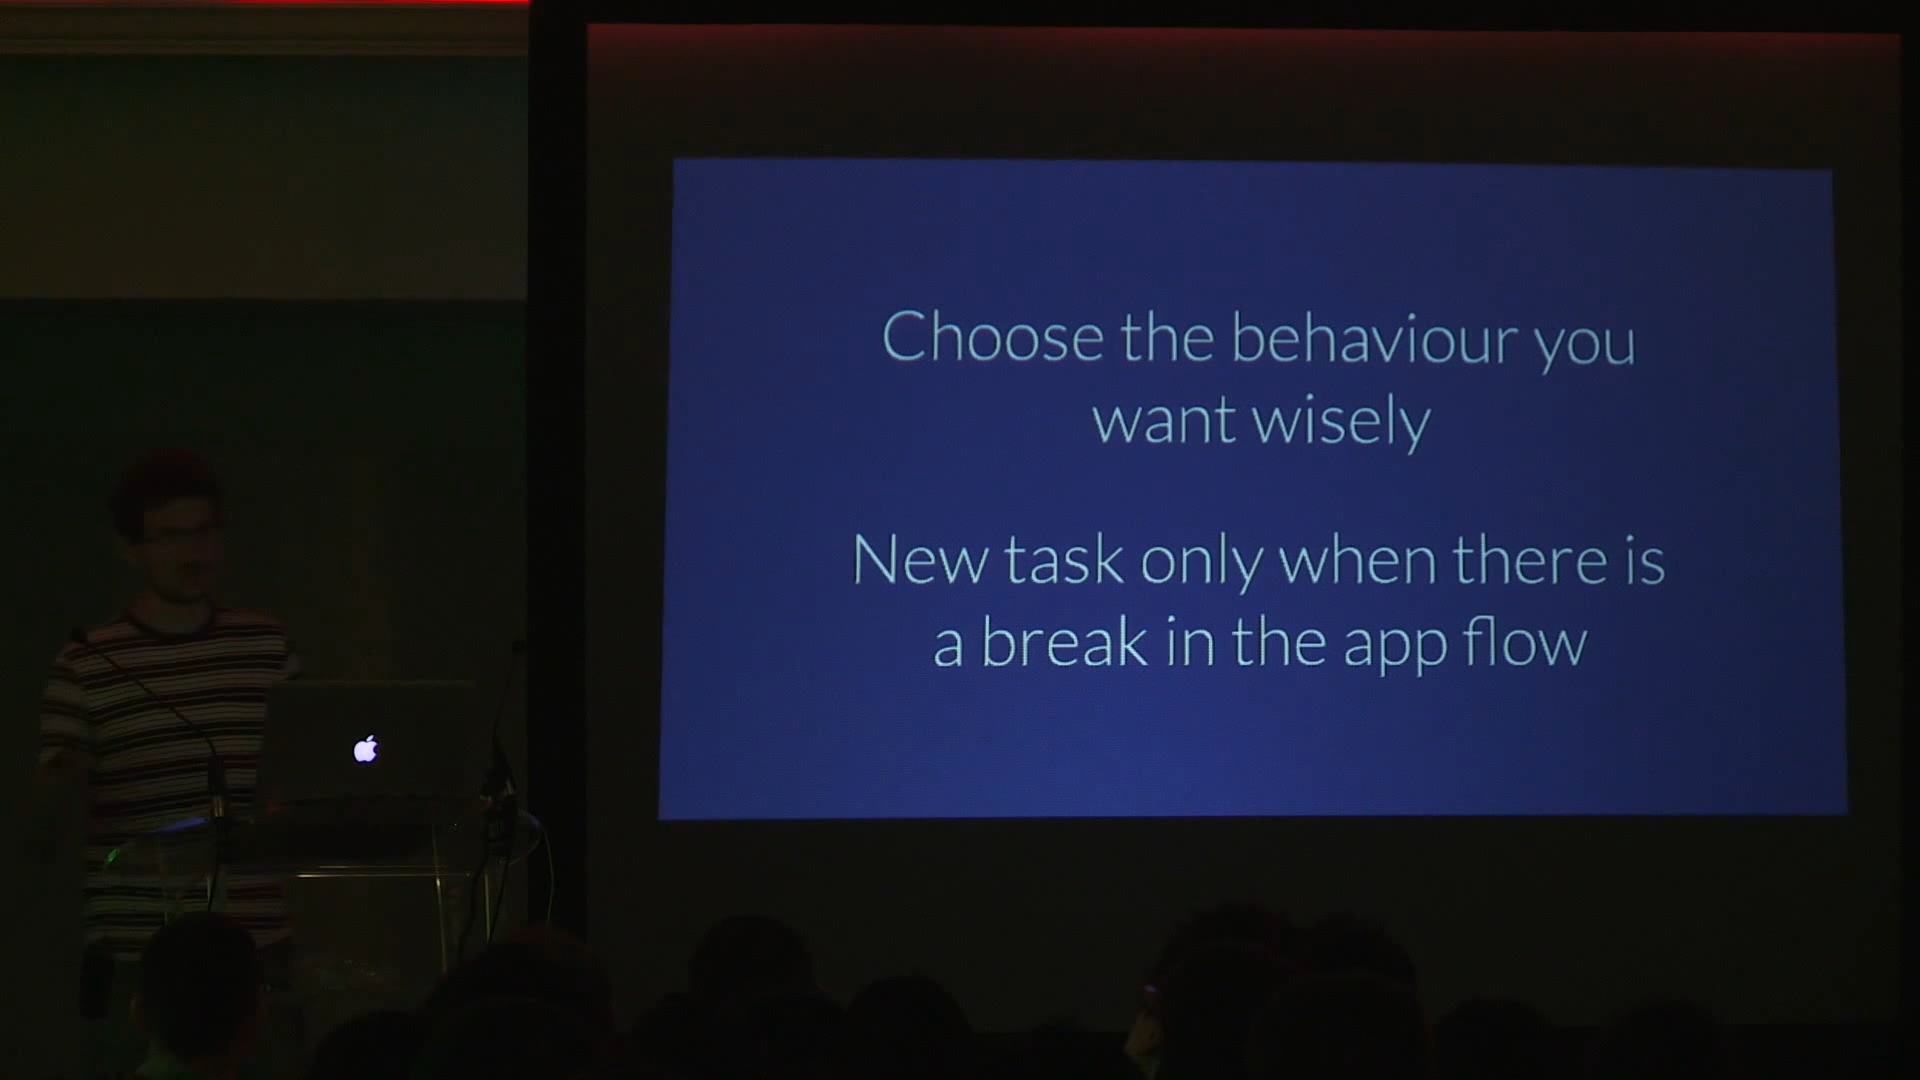 Choose the behaviour you
want wisely
New task only when there is
a break in the app flow